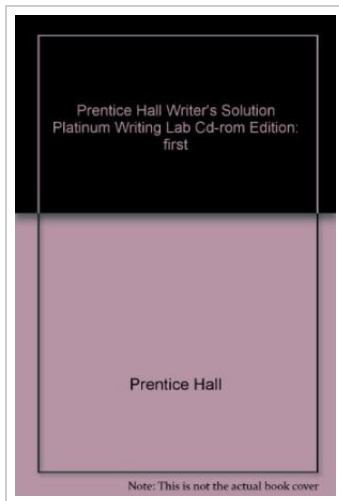 Prentice Hall Writer's Solution
Platinum Writing Lab Cd-rom Edition:
first
Prentice Hall
Note: This is not the actual book cover